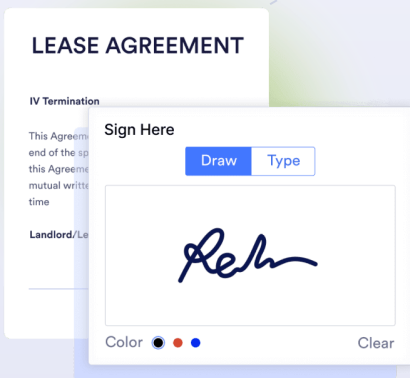 LEASE AGREEMENT
IV Termination
This Agreem
end of the sp
this Agreeme
mutual writte
time
Landlord/Le
Sign Here
Draw Type
Color Clear